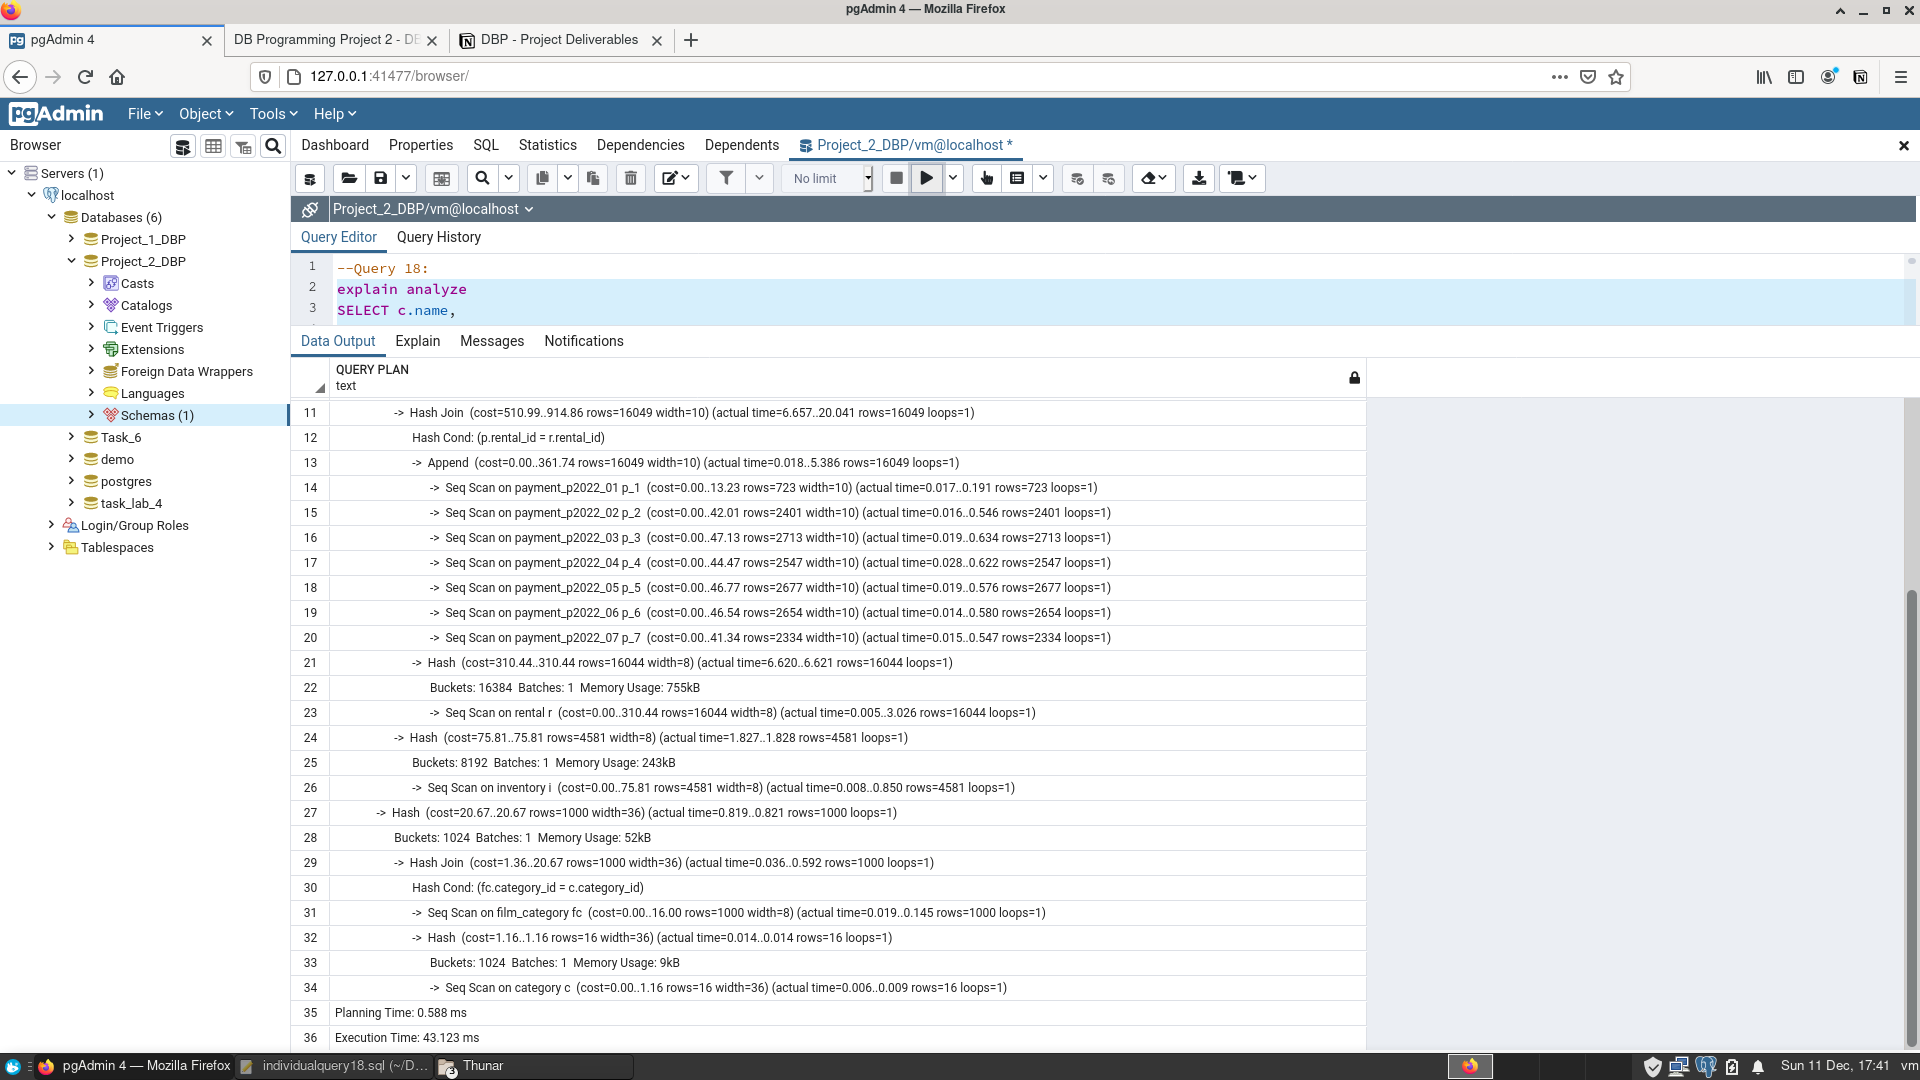 pgAdmin 4 — Mozilla Firefox
pgAdmin 4
DB Programming Project 2 - DE
DBP - Project Deliverables
127.0.0.1:41477/browser/
pgAdmin File Object Tools Help
Browser
Dashboard Properties SQL Statistics Dependencies Dependents Project_2_DBP/vm@localhost *
Servers (1)
localhost
Databases (6)
Project_1_DBP
Project_2_DBP
Casts
Catalogs
Event Triggers
Extensions
Foreign Data Wrappers
Languages
Schemas (1)
Task_6
demo
postgres
task_lab_4
Login/Group Roles
Tablespaces
No limit
Project_2_DBP/vm@localhost
Query Editor Query History
1 --Query 18:
2 explain analyze
3 SELECT c.name,
Data Output Explain Messages Notifications
QUERY PLAN
text
11 -> Hash Join (cost=510.99..914.86 rows=16049 width=10) (actual time=6.657..20.041 rows=16049 loops=1)
12 Hash Cond: (p.rental_id = r.rental_id)
13 -> Append (cost=0.00..361.74 rows=16049 width=10) (actual time=0.018..5.386 rows=16049 loops=1)
14 -> Seq Scan on payment_p2022_01 p_1 (cost=0.00..13.23 rows=723 width=10) (actual time=0.017..0.191 rows=723 loops=1)
15 -> Seq Scan on payment_p2022_02 p_2 (cost=0.00..42.01 rows=2401 width=10) (actual time=0.016..0.546 rows=2401 loops=1)
16 -> Seq Scan on payment_p2022_03 p_3 (cost=0.00..47.13 rows=2713 width=10) (actual time=0.019..0.634 rows=2713 loops=1)
17 -> Seq Scan on payment_p2022_04 p_4 (cost=0.00..44.47 rows=2547 width=10) (actual time=0.028..0.622 rows=2547 loops=1)
18 -> Seq Scan on payment_p2022_05 p_5 (cost=0.00..46.77 rows=2677 width=10) (actual time=0.019..0.576 rows=2677 loops=1)
19 -> Seq Scan on payment_p2022_06 p_6 (cost=0.00..46.54 rows=2654 width=10) (actual time=0.014..0.580 rows=2654 loops=1)
20 -> Seq Scan on payment_p2022_07 p_7 (cost=0.00..41.34 rows=2334 width=10) (actual time=0.015..0.547 rows=2334 loops=1)
21 -> Hash (cost=310.44..310.44 rows=16044 width=8) (actual time=6.620..6.621 rows=16044 loops=1)
22 Buckets: 16384 Batches: 1 Memory Usage: 755kB
23 -> Seq Scan on rental r (cost=0.00..310.44 rows=16044 width=8) (actual time=0.005..3.026 rows=16044 loops=1)
24 -> Hash (cost=75.81..75.81 rows=4581 width=8) (actual time=1.827..1.828 rows=4581 loops=1)
25 Buckets: 8192 Batches: 1 Memory Usage: 243kB
26 -> Seq Scan on inventory i (cost=0.00..75.81 rows=4581 width=8) (actual time=0.008..0.850 rows=4581 loops=1)
27 -> Hash (cost=20.67..20.67 rows=1000 width=36) (actual time=0.819..0.821 rows=1000 loops=1)
28 Buckets: 1024 Batches: 1 Memory Usage: 52kB
29 -> Hash Join (cost=1.36..20.67 rows=1000 width=36) (actual time=0.036..0.592 rows=1000 loops=1)
30 Hash Cond: (fc.category_id = c.category_id)
31 -> Seq Scan on film_category fc (cost=0.00..16.00 rows=1000 width=8) (actual time=0.019..0.145 rows=1000 loops=1)
32 -> Hash (cost=1.16..1.16 rows=16 width=36) (actual time=0.014..0.014 rows=16 loops=1)
33 Buckets: 1024 Batches: 1 Memory Usage: 9kB
34 -> Seq Scan on category c (cost=0.00..1.16 rows=16 width=36) (actual time=0.006..0.009 rows=16 loops=1)
35 Planning Time: 0.588 ms
36 Execution Time: 43.123 ms
pgAdmin 4 — Mozilla Firefox
individualquery18.sql (~/D...
3 Thunar
Sun 11 Dec, 17:41 vm